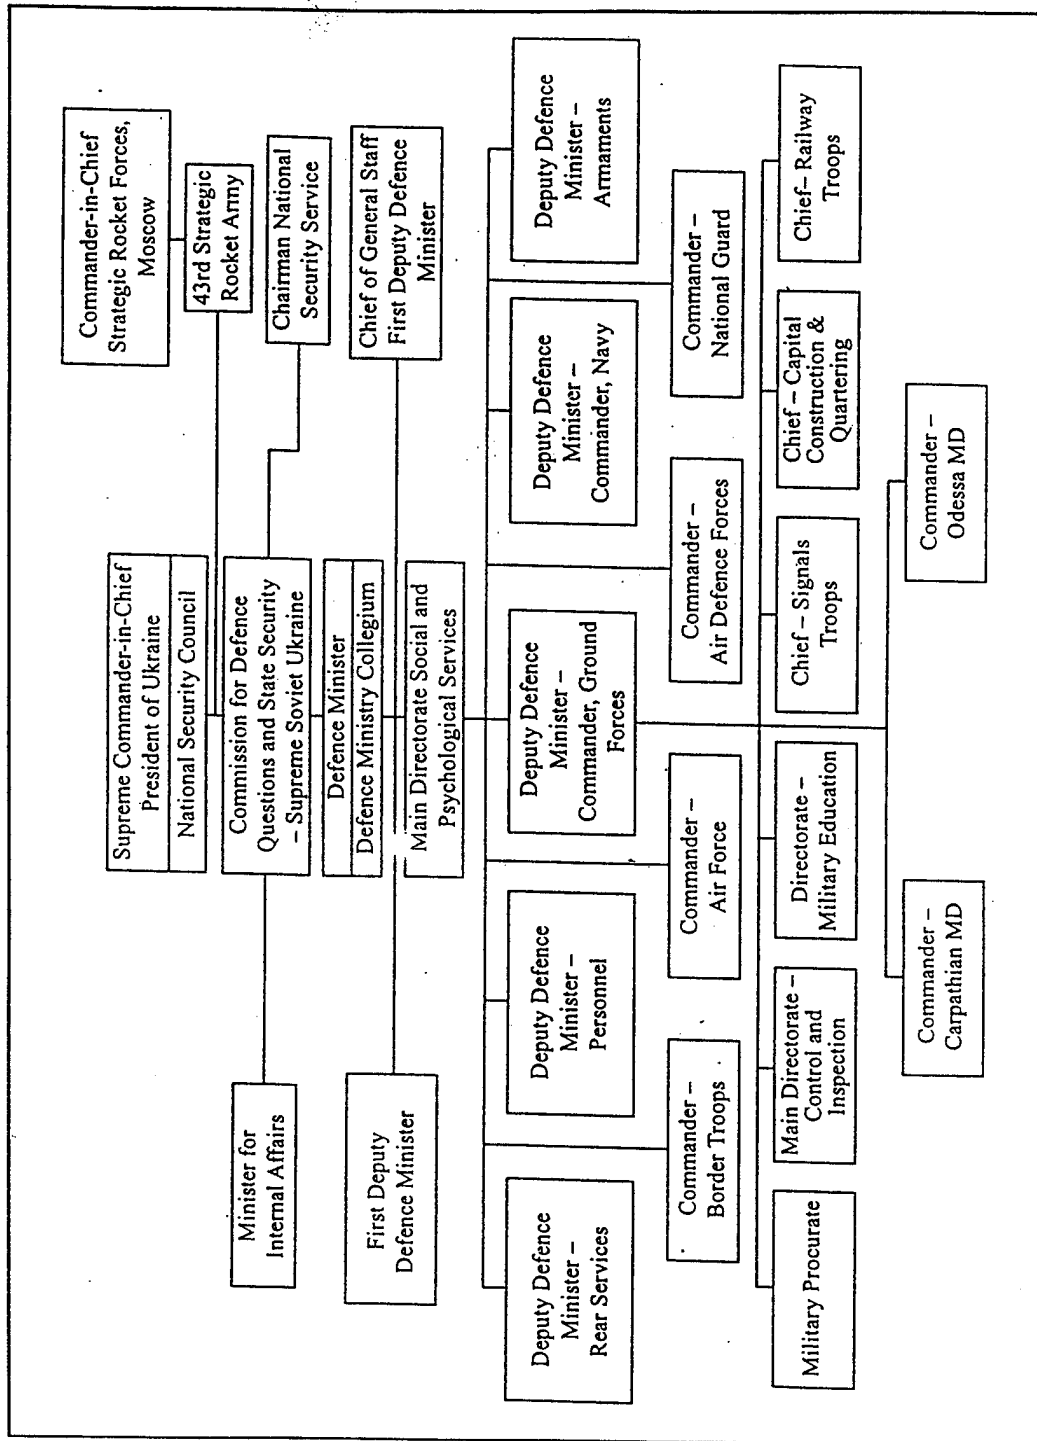 Commander-in-Chief
Strategic Rocket Forces,
Moscow
43rd Strategic
Rocket Army
Supreme Commander-in-Chief
President of Ukraine
National Security Council
Minister for
Internal Affairs
Commission for Defence
Questions and State Security
– Supreme Soviet Ukraine
Chairman National
Security Service
Defence Minister
Defence Ministry Collegium
First Deputy
Defence Minister
Chief of General Staff
First Deputy Defence
Minister
Main Directorate Social and
Psychological Services
Deputy Defence
Minister –
Rear Services
Deputy Defence
Minister –
Personnel
Deputy Defence
Minister –
Commander, Ground
Forces
Deputy Defence
Minister –
Commander, Navy
Deputy Defence
Minister –
Armaments
Commander –
Border Troops
Commander –
Air Force
Commander –
Air Defence Forces
Commander –
National Guard
Military Procurate
Main Directorate –
Control and
Inspection
Directorate –
Military Education
Chief – Signals
Troops
Chief – Capital
Construction &
Quartering
Chief– Railway
Troops
Commander –
Carpathian MD
Commander –
Odessa MD